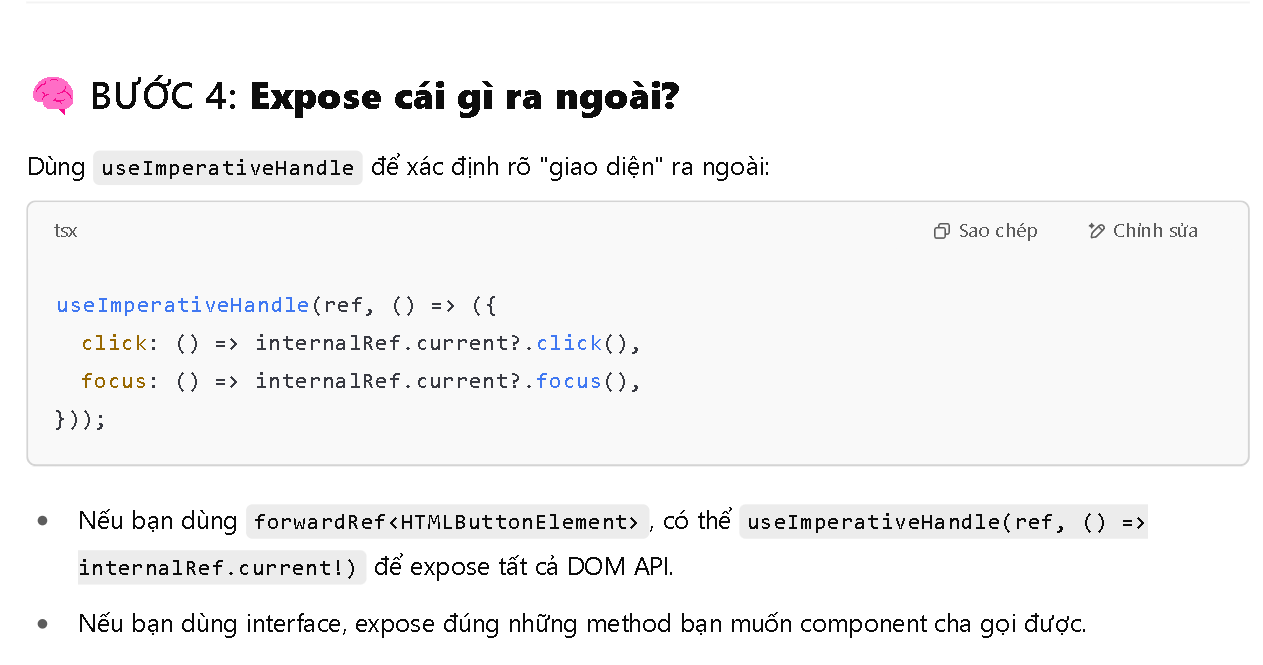 🧠 BƯỚC 4: Expose cái gì ra ngoài?
Dùng useImperativeHandle để xác định rõ "giao diện" ra ngoài:
tsx Sao chép Chỉnh sửa
useImperativeHandle(ref, () => ({
  click: () => internalRef.current?.click(),
  focus: () => internalRef.current?.focus(),
}));
• Nếu bạn dùng forwardRef<HTMLButtonElement>, có thể useImperativeHandle(ref, () =>
internalRef.current!) để expose tất cả DOM API.
• Nếu bạn dùng interface, expose đúng những method bạn muốn component cha gọi được.